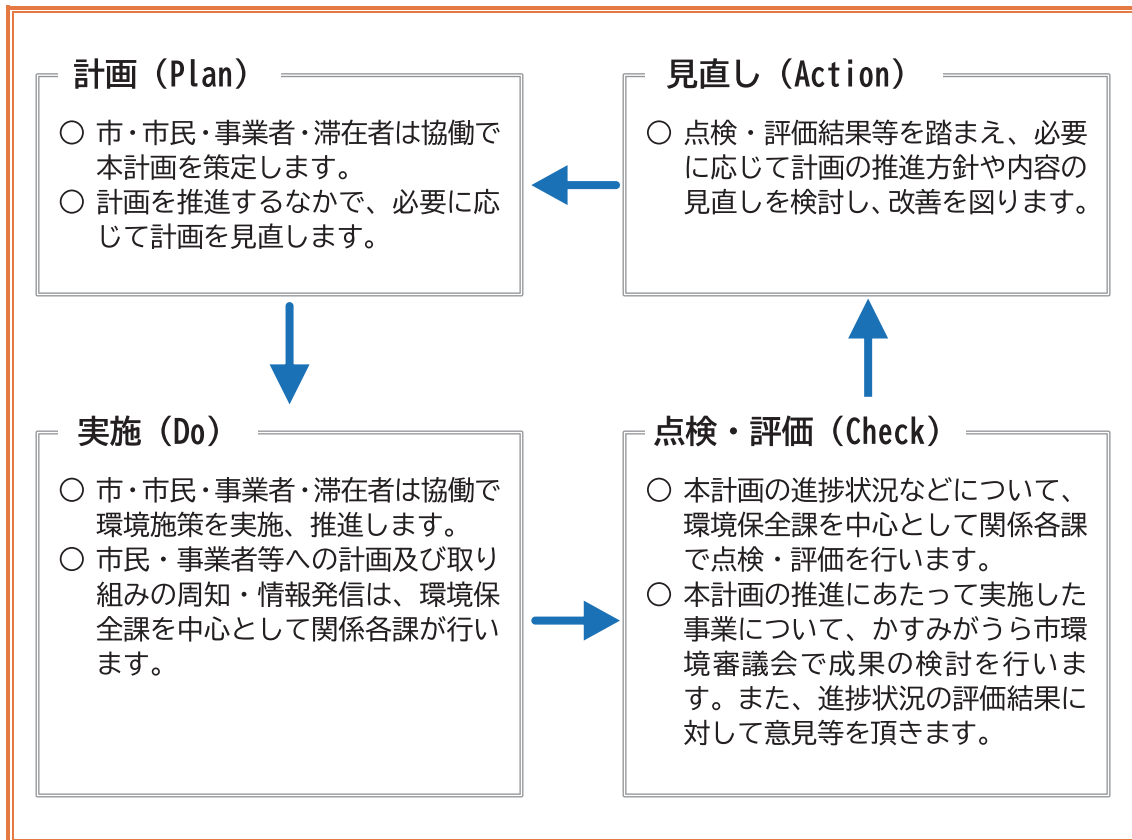 計画（Plan）
○ 市・市民・事業者・滞在者は協働で
本計画を策定します。
○ 計画を推進するなかで、必要に応
じて計画を見直します。
見直し（Action）
○ 点検・評価結果等を踏まえ、必要
に応じて計画の推進方針や内容の
見直しを検討し、改善を図ります。
実施（Do）
○ 市・市民・事業者・滞在者は協働で
環境施策を実施、推進します。
○ 市民・事業者等への計画及び取り
組みの周知・情報発信は、環境保
全課を中心として関係各課が行い
ます。
点検・評価（Check）
○ 本計画の進捗状況などについて、
環境保全課を中心として関係各課
で点検・評価を行います。
○ 本計画の推進にあたって実施した
事業について、かすみがうら市環
境審議会で成果の検討を行いま
す。また、進捗状況の評価結果に
対して意見等を頂きます。